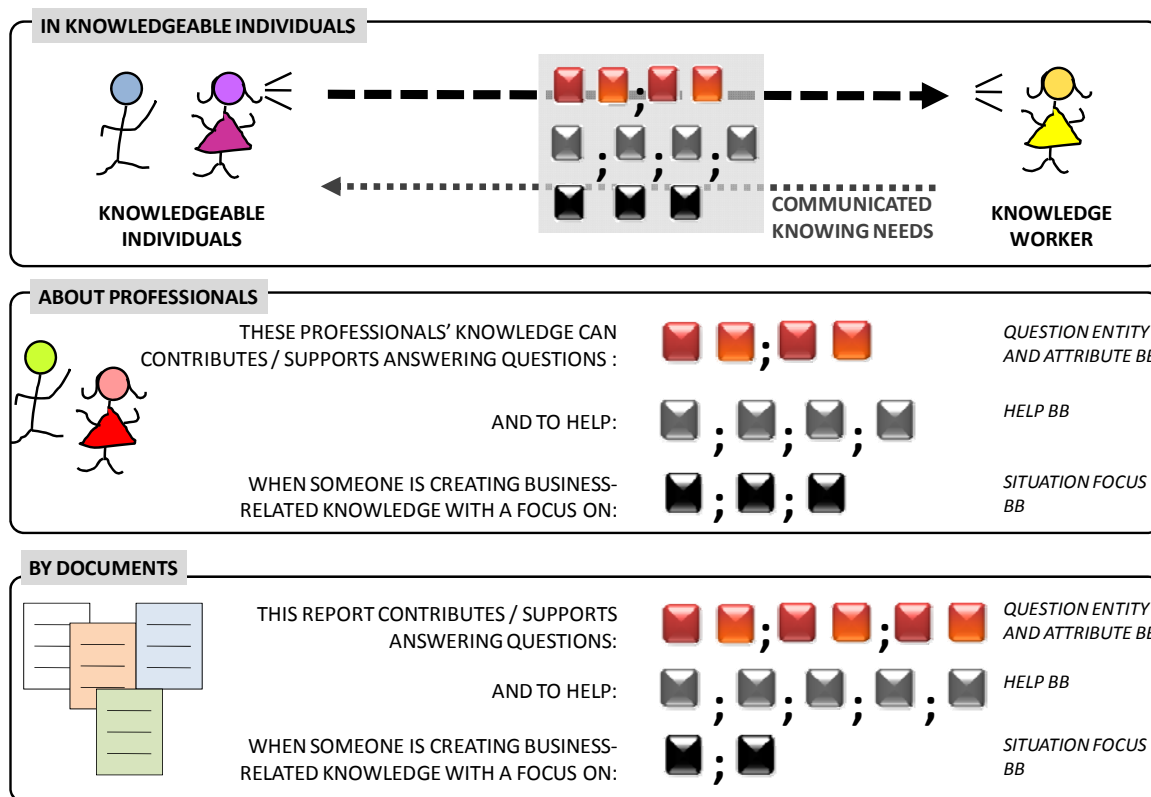 IN KNOWLEDGEABLE INDIVIDUALS
;
; ; ;
KNOWLEDGEABLE
INDIVIDUALS
COMMUNICATED
KNOWING NEEDS
KNOWLEDGE
WORKER
ABOUT PROFESSIONALS
THESE PROFESSIONALS’ KNOWLEDGE CAN
CONTRIBUTES / SUPPORTS ANSWERING QUESTIONS :
;
QUESTION ENTITY
AND ATTRIBUTE BB
AND TO HELP:
; ; ;
HELP BB
WHEN SOMEONE IS CREATING BUSINESS-
RELATED KNOWLEDGE WITH A FOCUS ON:
; ;
SITUATION FOCUS
BB
BY DOCUMENTS
THIS REPORT CONTRIBUTES / SUPPORTS
ANSWERING QUESTIONS:
; ;
QUESTION ENTITY
AND ATTRIBUTE BB
AND TO HELP:
; ; ; ;
HELP BB
WHEN SOMEONE IS CREATING BUSINESS-
RELATED KNOWLEDGE WITH A FOCUS ON:
;
SITUATION FOCUS
BB